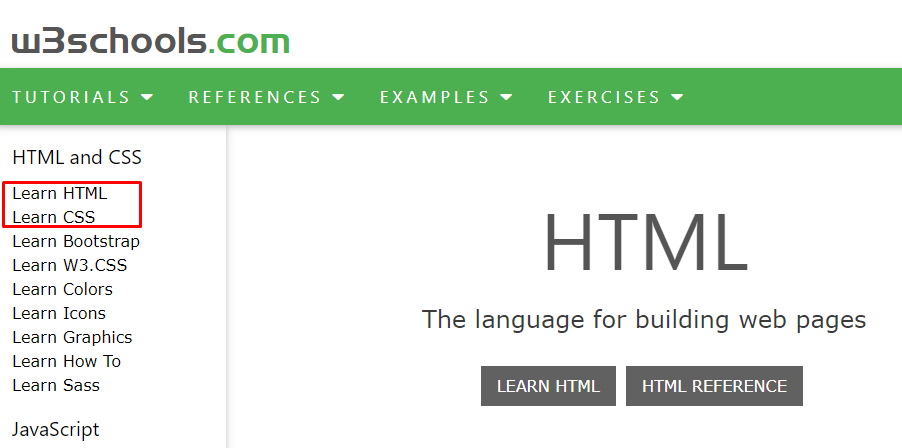 w3schools.com
TUTORIALS REFERENCES EXAMPLES EXERCISES
HTML and CSS
Learn HTML
Learn CSS
Learn Bootstrap
Learn W3.CSS
Learn Colors
Learn Icons
Learn Graphics
Learn How To
Learn Sass
JavaScript
HTML
The language for building web pages
LEARN HTML HTML REFERENCE